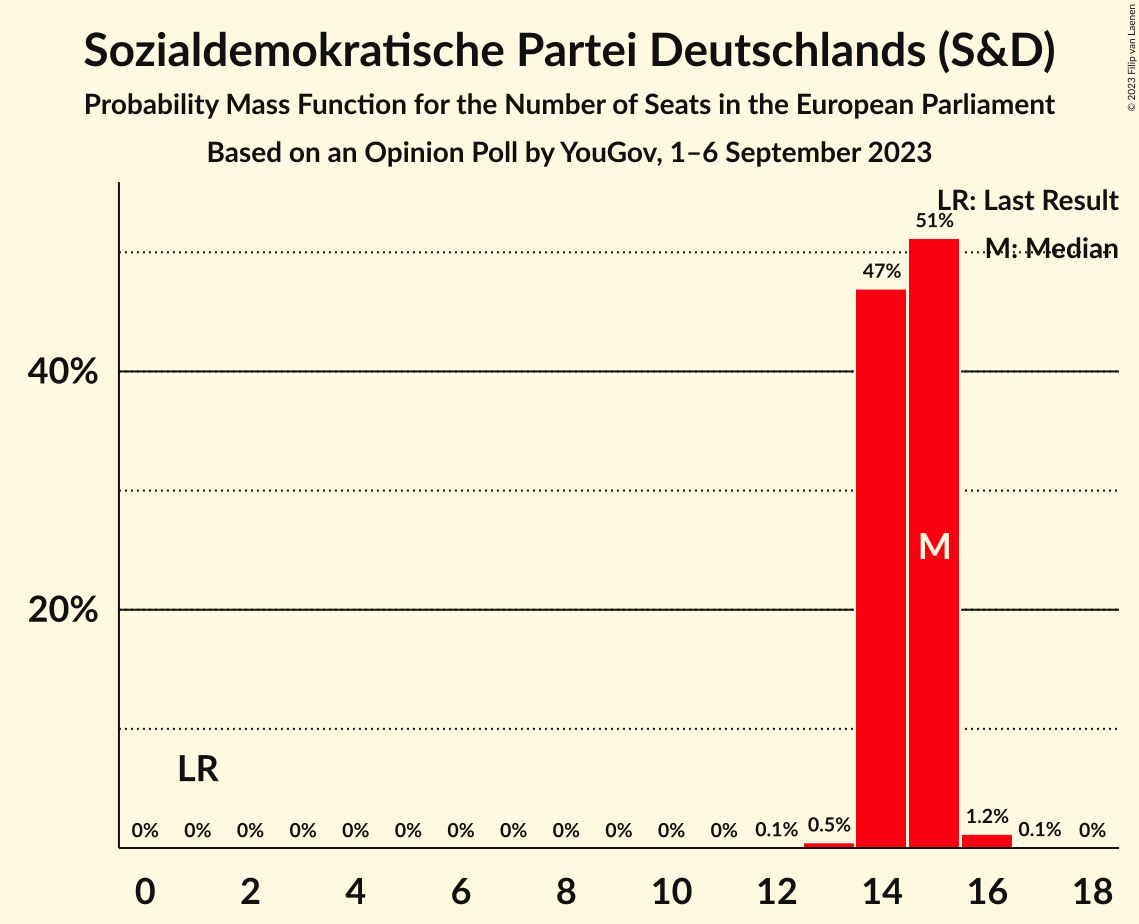 Sozialdemokratische Partei Deutschlands (S&D)
Probability Mass Function for the Number of Seats in the European Parliament
Based on an Opinion Poll by YouGov, 1–6 September 2023
© 2023 Filip van Laenen
LR: Last Result
M: Median
51%
47%
40%
M
20%
LR
0% 0% 0% 0% 0% 0% 0% 0% 0% 0% 0% 0% 0.1% 0.5% 1.2% 0.1% 0%
0 2 4 6 8 10 12 14 16 18